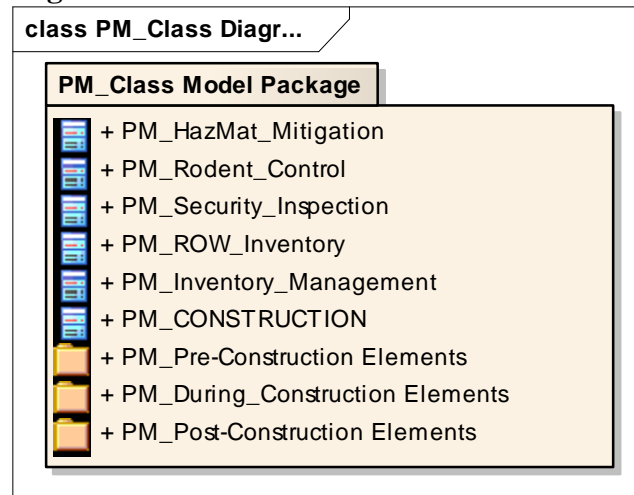 class PM_Class Diagr...
PM_Class Model Package
+ PM_HazMat_Mitigation
+ PM_Rodent_Control
+ PM_Security_Inspection
+ PM_ROW_Inventory
+ PM_Inventory_Management
+ PM_CONSTRUCTION
+ PM_Pre-Construction Elements
+ PM_During_Construction Elements
+ PM_Post-Construction Elements